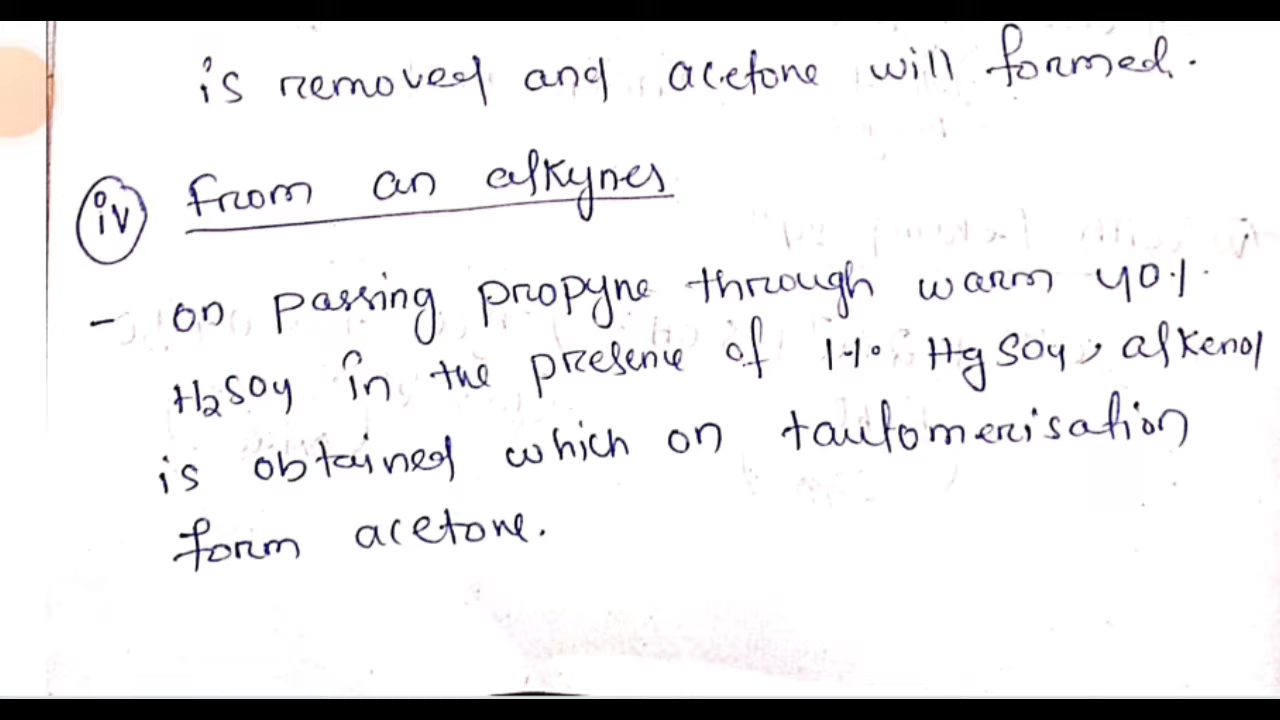 is removed and acetone will formed.
iv From an alkynes
- on passing propyne through warm 40%
H2SO4 in the presence of 1% HgSO4, alkenol
is obtained which on tautomerisation
form acetone.